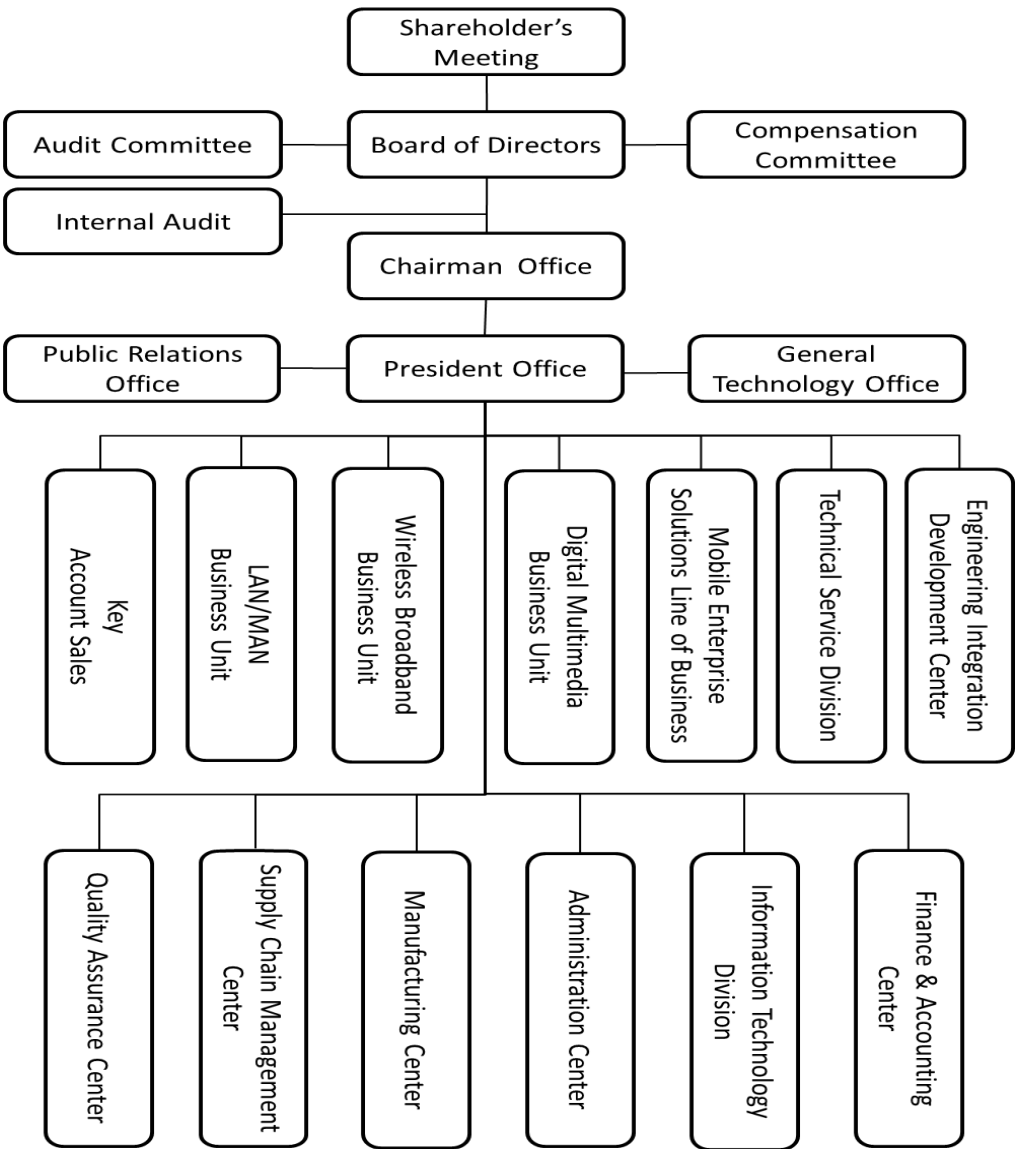 Shareholder’s
Meeting
Audit Committee
Board of Directors
Compensation
Committee
Internal Audit
Chairman Office
Public Relations
Office
President Office
General
Technology Office
Key
Account Sales
LAN/MAN
Business Unit
Wireless Broadband
Business Unit
Digital Multimedia
Business Unit
Mobile Enterprise
Solutions Line of Business
Technical Service Division
Engineering Integration
Development Center
Quality Assurance Center
Supply Chain Management
Center
Manufacturing Center
Administration Center
Information Technology
Division
Finance & Accounting
Center